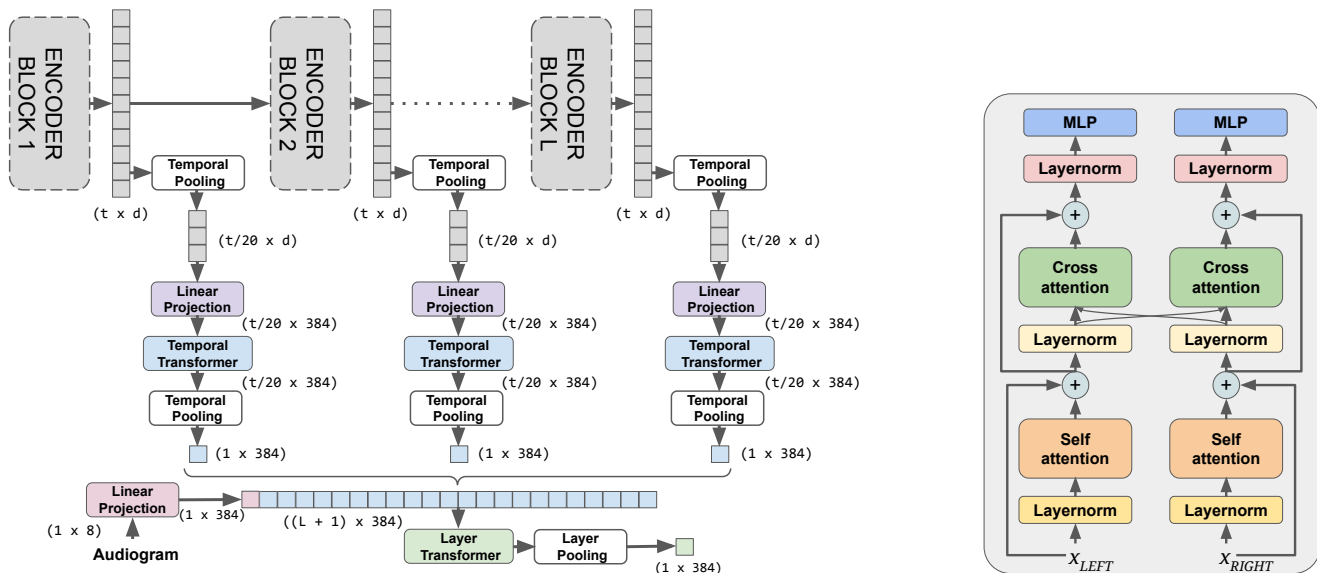 ENCODER
BLOCK 1
ENCODER
BLOCK 2
ENCODER
BLOCK L
Temporal
Pooling
Temporal
Pooling
Temporal
Pooling
(t x d)
(t x d)
(t x d)
(t/20 x d)
(t/20 x d)
(t/20 x d)
Linear
Projection
Linear
Projection
Linear
Projection
(t/20 x 384)
(t/20 x 384)
(t/20 x 384)
Temporal
Transformer
Temporal
Transformer
Temporal
Transformer
(t/20 x 384)
(t/20 x 384)
(t/20 x 384)
Temporal
Pooling
Temporal
Pooling
Temporal
Pooling
(1 x 384)
(1 x 384)
(1 x 384)
Linear
Projection
(1 x 384)
(1 x 8)
Audiogram
((L + 1) x 384)
Layer
Transformer
Layer
Pooling
(1 x 384)
MLP
MLP
Layernorm
Layernorm
+
+
Cross
attention
Cross
attention
Layernorm
Layernorm
+
+
Self
attention
Self
attention
Layernorm
Layernorm
X_LEFT
X_RIGHT